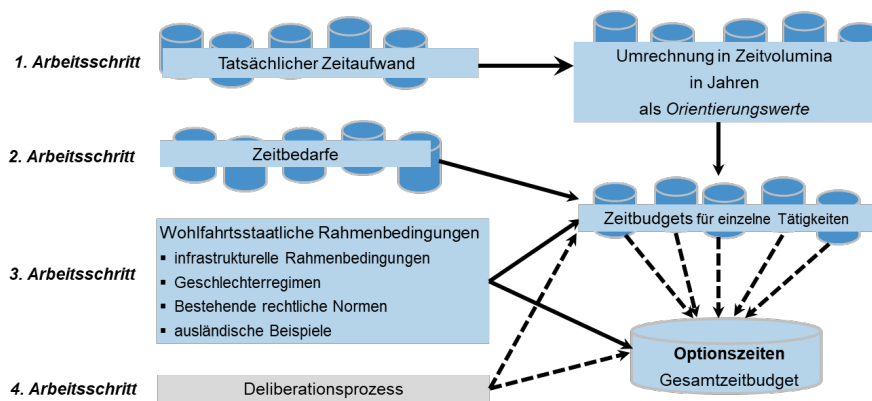 1. Arbeitsschritt
Tatsächlicher Zeitaufwand
Umrechnung in Zeitvolumina
in Jahren
als Orientierungswerte
2. Arbeitsschritt
Zeitbedarfe
Zeitbudgets für einzelne Tätigkeiten
3. Arbeitsschritt
Wohlfahrtsstaatliche Rahmenbedingungen
▪ infrastrukturelle Rahmenbedingungen
▪ Geschlechterregimen
▪ Bestehende rechtliche Normen
▪ ausländische Beispiele
Optionszeiten
Gesamtzeitbudget
4. Arbeitsschritt
Deliberationsprozess